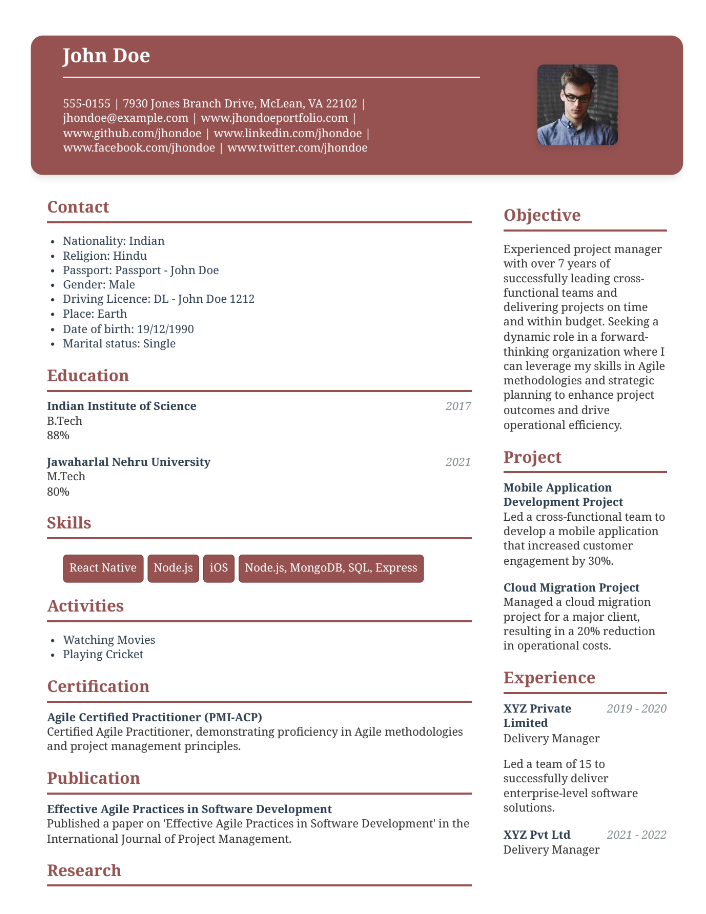 John Doe
555-0155 | 7930 Jones Branch Drive, McLean, VA 22102 |
jhondoe@example.com | www.jhondoeportfolio.com |
www.github.com/jhondoe | www.linkedin.com/jhondoe |
www.facebook.com/jhondoe | www.twitter.com/jhondoe
Contact
• Nationality: Indian
• Religion: Hindu
• Passport: Passport - John Doe
• Gender: Male
• Driving Licence: DL - John Doe 1212
• Place: Earth
• Date of birth: 19/12/1990
• Marital status: Single
Education
Indian Institute of Science 2017
B.Tech
88%
Jawaharlal Nehru University 2021
M.Tech
80%
Skills
React Native Node.js iOS Node.js, MongoDB, SQL, Express
Activities
• Watching Movies
• Playing Cricket
Certification
Agile Certified Practitioner (PMI-ACP)
Certified Agile Practitioner, demonstrating proficiency in Agile methodologies
and project management principles.
Publication
Effective Agile Practices in Software Development
Published a paper on 'Effective Agile Practices in Software Development' in the
International Journal of Project Management.
Research
Objective
Experienced project manager
with over 7 years of
successfully leading cross-
functional teams and
delivering projects on time
and within budget. Seeking a
dynamic role in a forward-
thinking organization where I
can leverage my skills in Agile
methodologies and strategic
planning to enhance project
outcomes and drive
operational efficiency.
Project
Mobile Application
Development Project
Led a cross-functional team to
develop a mobile application
that increased customer
engagement by 30%.
Cloud Migration Project
Managed a cloud migration
project for a major client,
resulting in a 20% reduction
in operational costs.
Experience
XYZ Private 2019 - 2020
Limited
Delivery Manager
Led a team of 15 to
successfully deliver
enterprise-level software
solutions.
XYZ Pvt Ltd 2021 - 2022
Delivery Manager